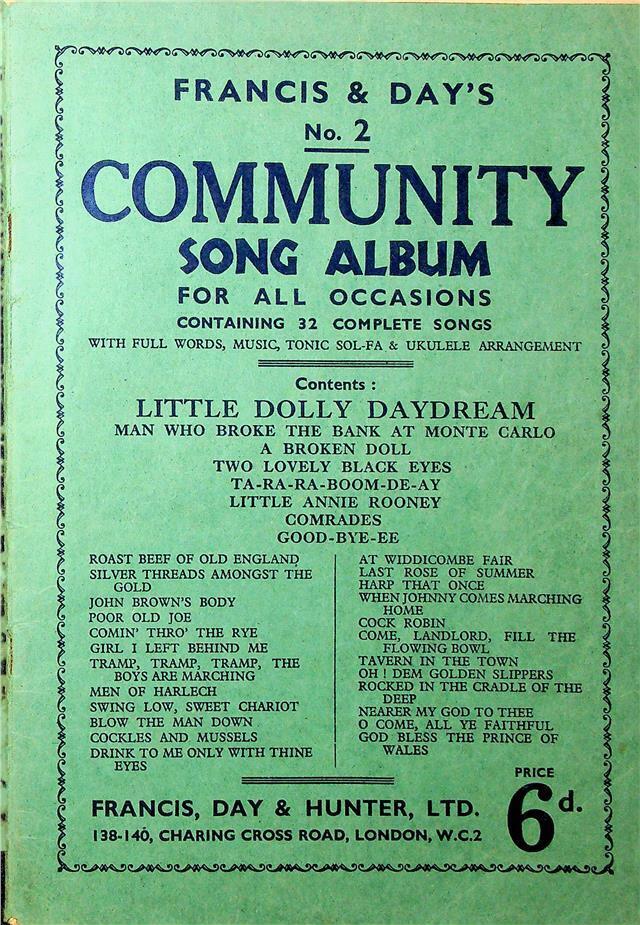 FRANCIS & DAY'S
No. 2
COMMUNITY
SONG ALBUM
FOR ALL OCCASIONS
CONTAINING 32 COMPLETE SONGS
WITH FULL WORDS, MUSIC, TONIC SOL-FA & UKULELE ARRANGEMENT
Contents :
LITTLE DOLLY DAYDREAM
MAN WHO BROKE THE BANK AT MONTE CARLO
A BROKEN DOLL
TWO LOVELY BLACK EYES
TA-RA-RA-BOOM-DE-AY
LITTLE ANNIE ROONEY
COMRADES
GOOD-BYE-EE
ROAST BEEF OF OLD ENGLAND
SILVER THREADS AMONGST THE
GOLD
JOHN BROWN'S BODY
POOR OLD JOE
COMIN' THRO' THE RYE
GIRL I LEFT BEHIND ME
TRAMP, TRAMP, TRAMP, THE
BOYS ARE MARCHING
MEN OF HARLECH
SWING LOW, SWEET CHARIOT
BLOW THE MAN DOWN
COCKLES AND MUSSELS
DRINK TO ME ONLY WITH THINE
EYES
AT WIDDICOMBE FAIR
LAST ROSE OF SUMMER
HARP THAT ONCE
WHEN JOHNNY COMES MARCHING
HOME
COCK ROBIN
COME, LANDLORD, FILL THE
FLOWING BOWL
TAVERN IN THE TOWN
OH ! DEM GOLDEN SLIPPERS
ROCKED IN THE CRADLE OF THE
DEEP
NEARER MY GOD TO THEE
O COME, ALL YE FAITHFUL
GOD BLESS THE PRINCE OF
WALES
FRANCIS, DAY & HUNTER, LTD.
138-140, CHARING CROSS ROAD, LONDON, W.C.2
PRICE
6d.